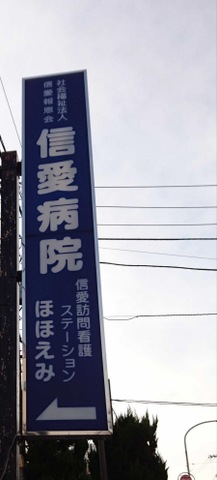 社会福祉法人
信愛報恩会
信愛病院
信愛訪問看護
ステーション
ほほえみ